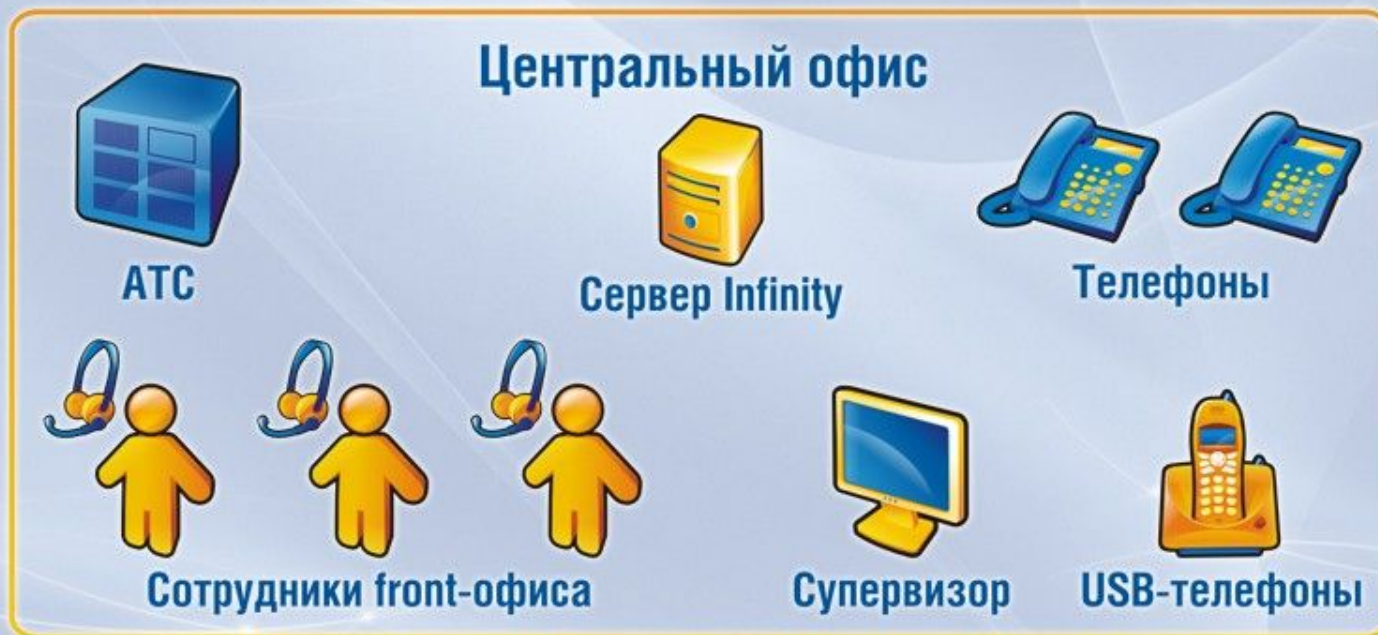 Центральный офис
АТС
Сервер Infinity
Телефоны
Сотрудники front-офиса
Супервизор
USB-телефоны